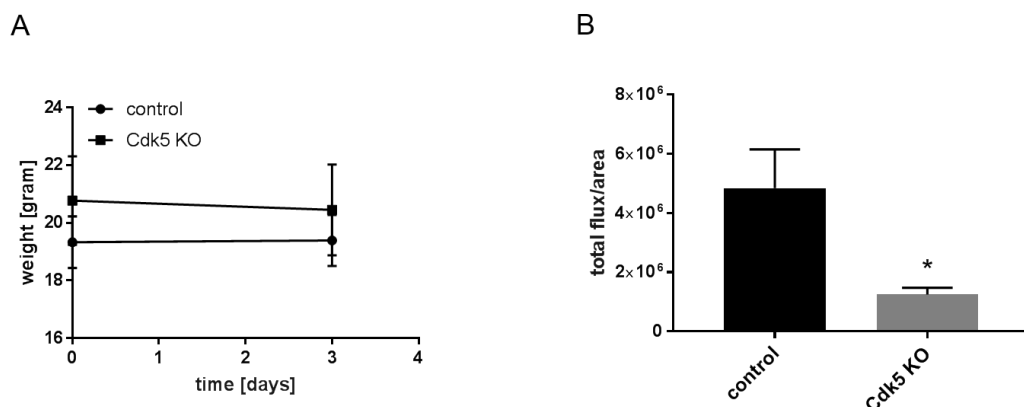 A
B
24
22
20
18
16
weight [gram]
control
Cdk5 KO
0
1
2
3
4
time [days]
8×10⁶
6×10⁶
4×10⁶
2×10⁶
0
total flux/area
*
control
Cdk5 KO